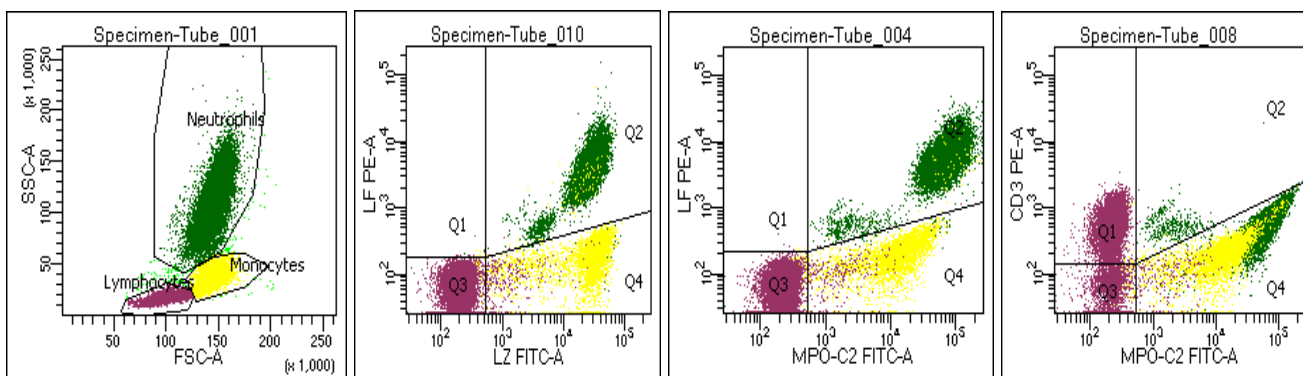 Specimen-Tube_001
SSC-A
(x 1,000)
250
200
150
100
50
Neutrophils
Monocytes
Lymphocytes
50 100 150 200 250
FSC-A
(x 1,000)
Specimen-Tube_010
LF PE-A
10^5
10^4
10^3
10^2
Q1
Q2
Q3
Q4
10^2 10^3 10^4 10^5
LZ FITC-A
Specimen-Tube_004
LF PE-A
10^5
10^4
10^3
10^2
Q1
Q2
Q3
Q4
10^2 10^3 10^4 10^5
MPO-C2 FITC-A
Specimen-Tube_008
CD3 PE-A
10^5
10^4
10^3
10^2
Q1
Q2
Q3
Q4
10^2 10^3 10^4 10^5
MPO-C2 FITC-A